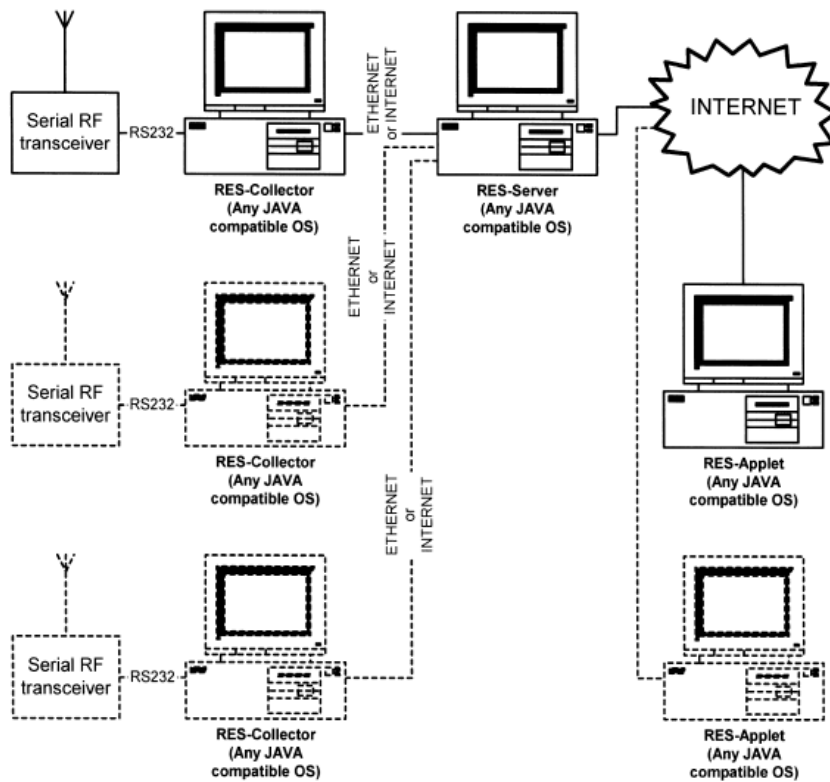 Serial RF
transceiver
RS232
RES-Collector
(Any JAVA
compatible OS)
ETHERNET
or INTERNET
RES-Server
(Any JAVA
compatible OS)
INTERNET
Serial RF
transceiver
RS232
RES-Collector
(Any JAVA
compatible OS)
ETHERNET
or
INTERNET
RES-Applet
(Any JAVA
compatible OS)
Serial RF
transceiver
RS232
RES-Collector
(Any JAVA
compatible OS)
ETHERNET
or
INTERNET
RES-Applet
(Any JAVA
compatible OS)